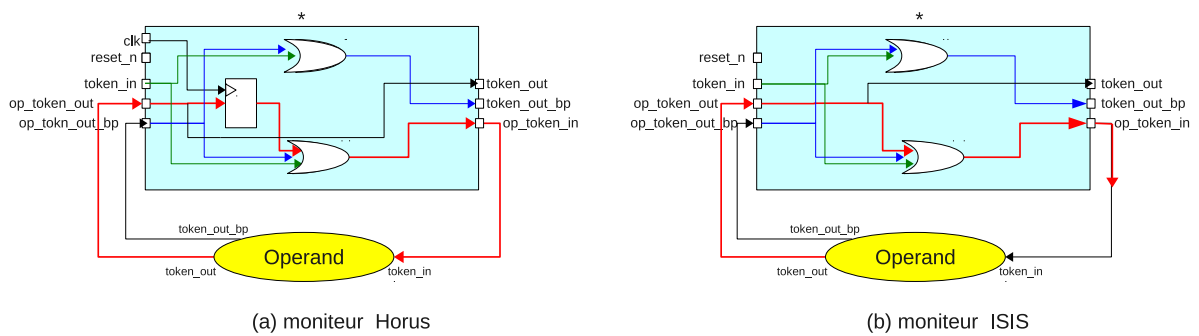 *
clk
reset_n
token_in
op_token_out
op_tokn_out_bp
token_out
token_out_bp
op_token_in
token_out_bp
Operand
token_out
token_in
(a) moniteur Horus
*
reset_n
token_in
op_token_out
op_token_out_bp
token_out
token_out_bp
op_token_in
token_out_bp
Operand
token_out
token_in
(b) moniteur ISIS